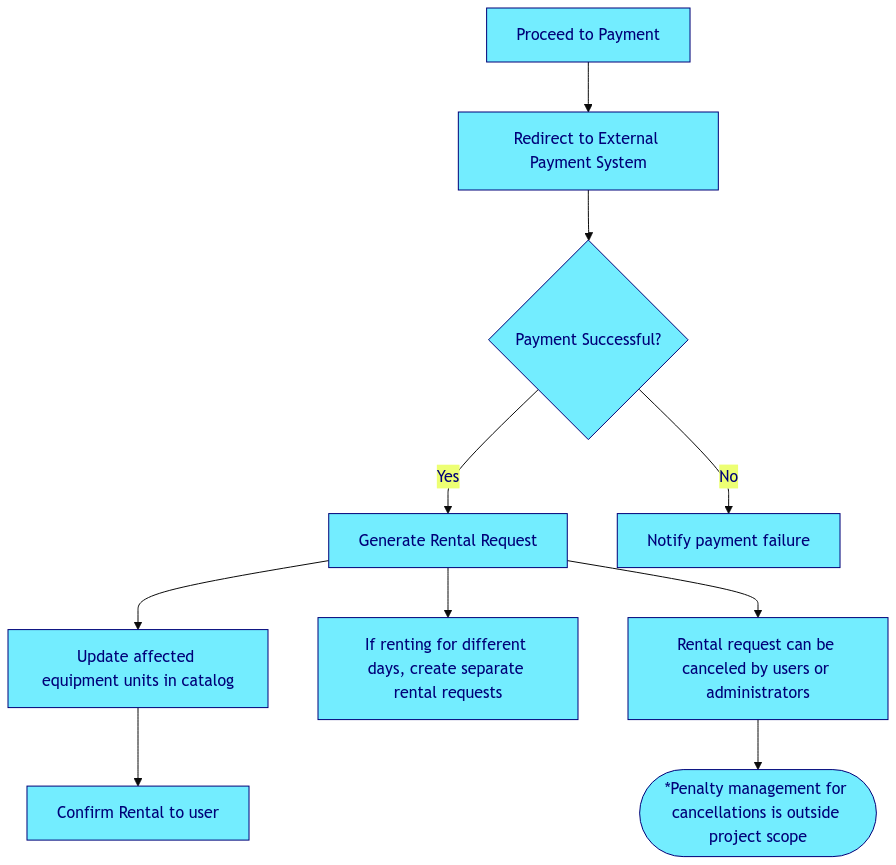 Proceed to Payment
Redirect to External
Payment System
Payment Successful?
Yes
No
Generate Rental Request
Notify payment failure
Update affected
equipment units in catalog
If renting for different
days, create separate
rental requests
Rental request can be
canceled by users or
administrators
Confirm Rental to user
*Penalty management for
cancellations is outside
project scope